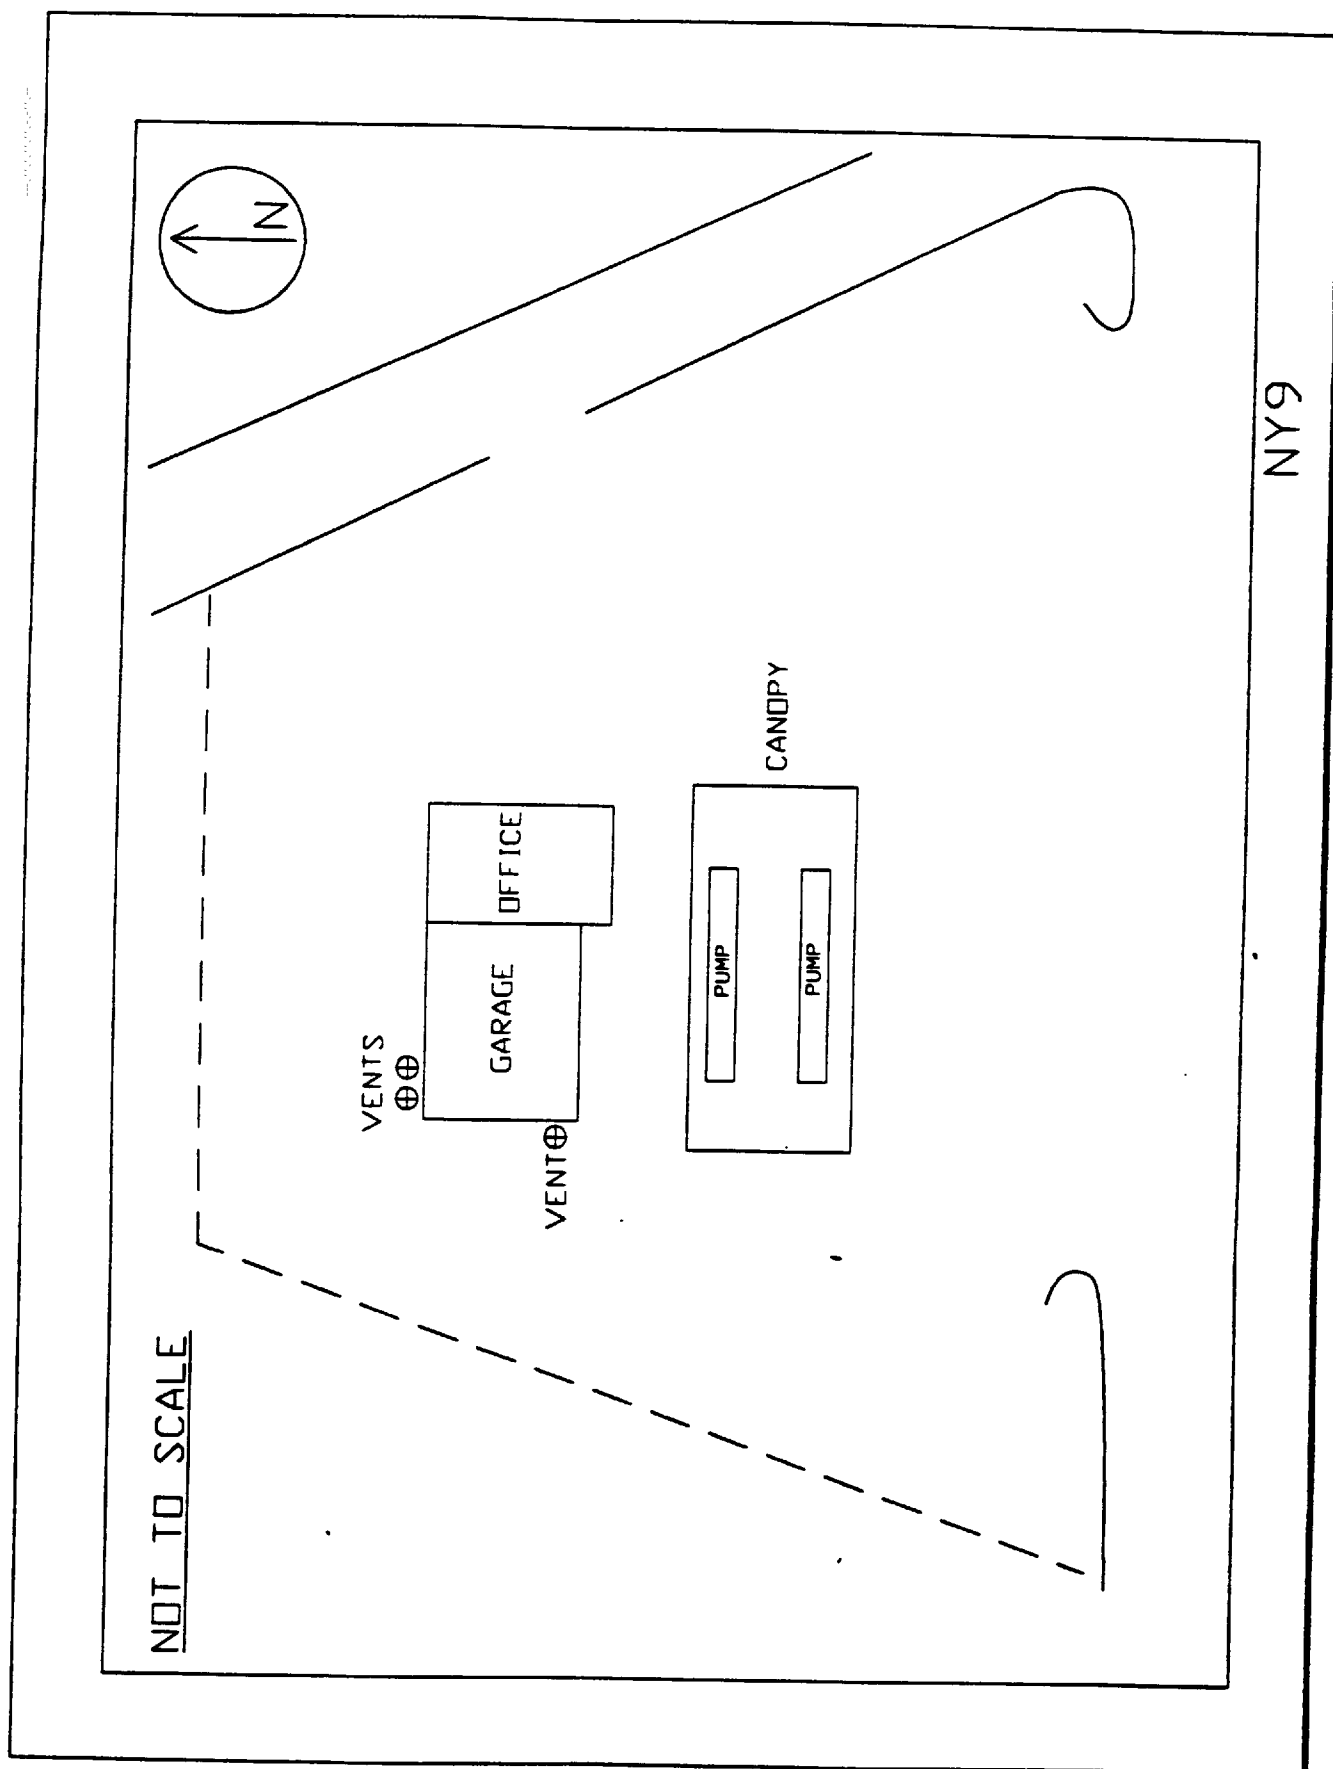 NOT TO SCALE
N
VENTS
GARAGE
OFFICE
VENT
PUMP
CANOPY
PUMP
NY9